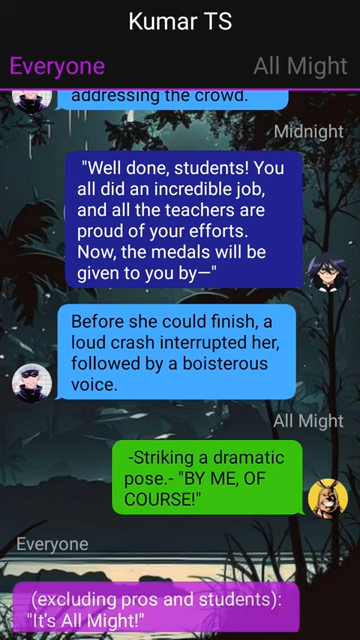 Kumar TS
Everyone
All Might
addressing the crowd.
Midnight
"Well done, students! You
all did an incredible job,
and all the teachers are
proud of your efforts.
Now, the medals will be
given to you by—"
Before she could finish, a
loud crash interrupted her,
followed by a boisterous
voice.
All Might
-Striking a dramatic
pose.- "BY ME, OF
COURSE!"
Everyone
(excluding pros and students):
"It's All Might!"